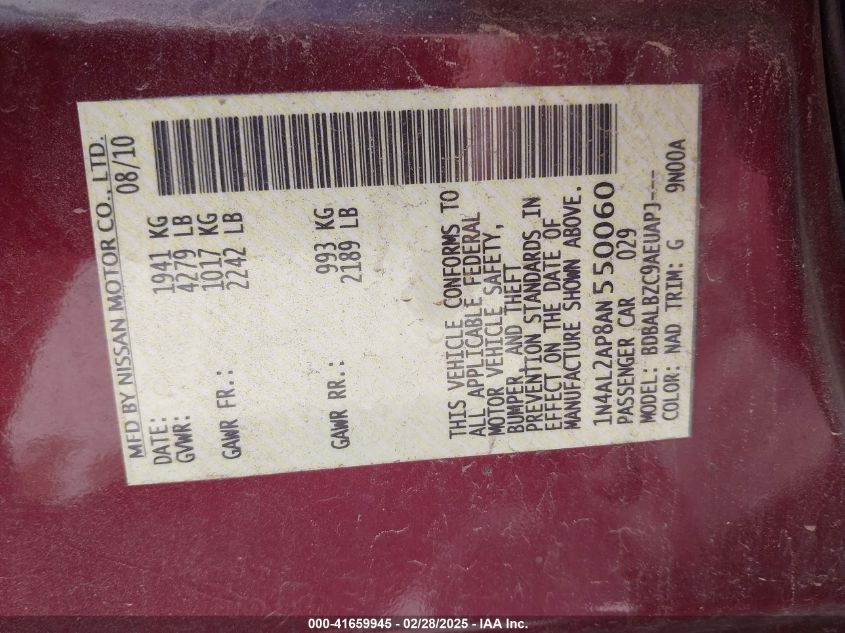 MFD BY NISSAN MOTOR CO., LTD.
DATE: 08/10
GVWR: 1941 KG
4279 LB
GAWR FR.: 1017 KG
2242 LB
GAWR RR.: 993 KG
2189 LB
THIS VEHICLE CONFORMS TO
ALL APPLICABLE FEDERAL
MOTOR VEHICLE SAFETY,
BUMPER, AND THEFT
PREVENTION STANDARDS IN
EFFECT ON THE DATE OF
MANUFACTURE SHOWN ABOVE.
1N4AL2AP8AN550060
PASSENGER CAR 029
MODEL: BDBALBZC9AEUAPJ---
COLOR: NAD TRIM: G 9N00A
000-41659945 - 02/28/2025 - IAA Inc.